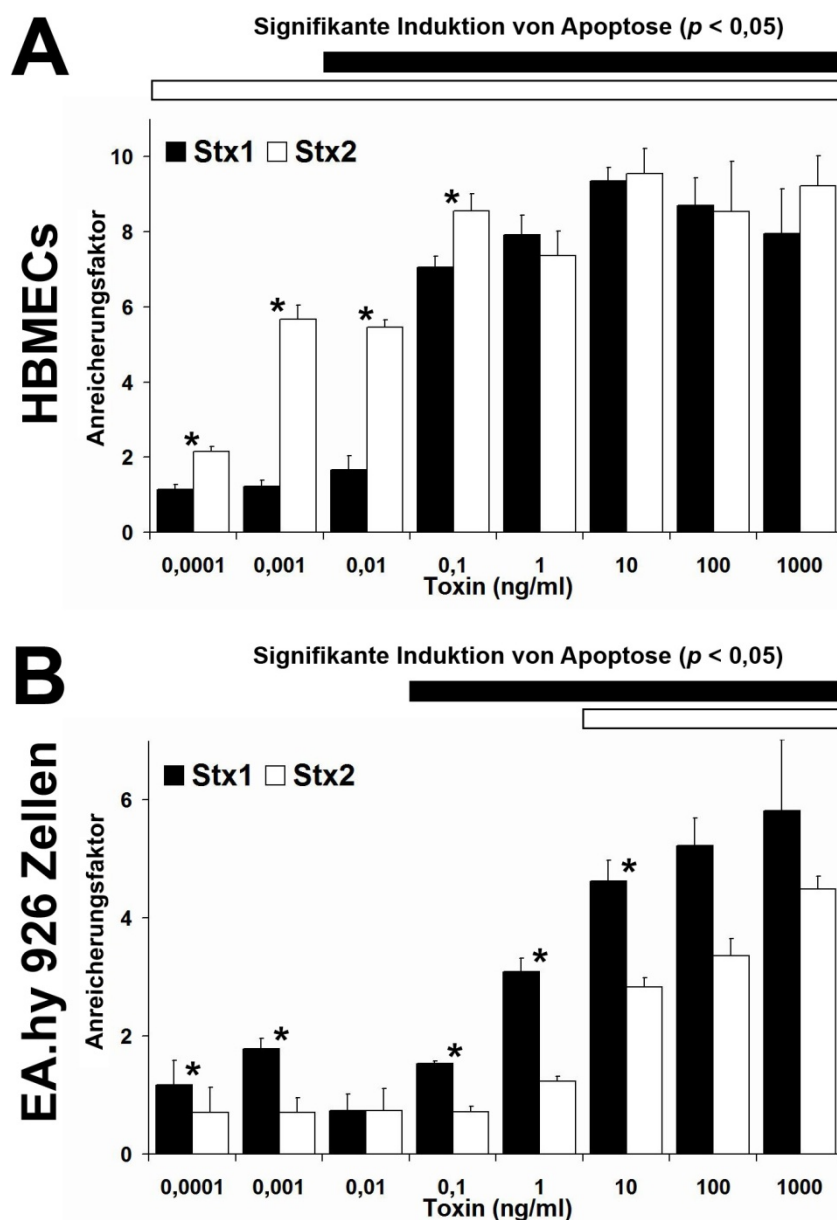 A
Signifikante Induktion von Apoptose (p < 0,05)
HBMECs
Anreicherungsfaktor
Stx1 Stx2
10
8
6
4
2
0
*
*
*
*
0,0001 0,001 0,01 0,1 1 10 100 1000
Toxin (ng/ml)
B
Signifikante Induktion von Apoptose (p < 0,05)
EA.hy 926 Zellen
Anreicherungsfaktor
Stx1 Stx2
6
4
2
0
*
*
*
*
*
0,0001 0,001 0,01 0,1 1 10 100 1000
Toxin (ng/ml)